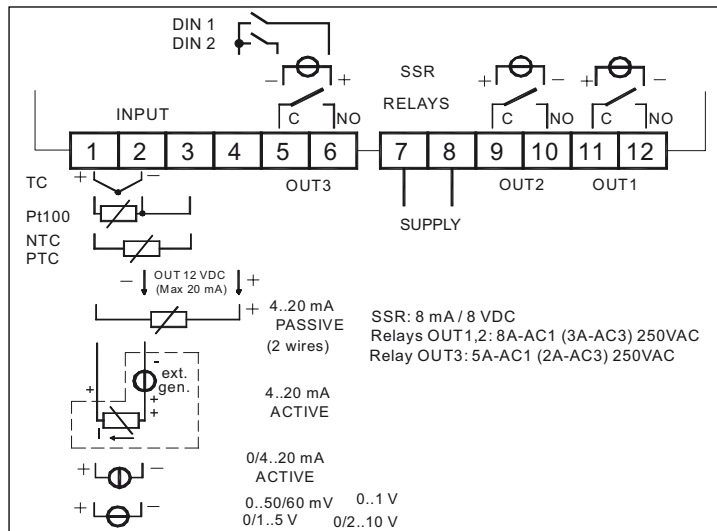 DIN 1
DIN 2
− + SSR + − + −
INPUT RELAYS
C NO C NO C NO
1 2 3 4 5 6 7 8 9 10 11 12
TC + − OUT3 OUT2 OUT1
Pt100 SUPPLY
NTC
PTC
− OUT 12 VDC +
(Max 20 mA)
+ 4..20 mA
PASSIVE
(2 wires)
SSR: 8 mA / 8 VDC
Relays OUT1,2: 8A-AC1 (3A-AC3) 250VAC
Relay OUT3: 5A-AC1 (2A-AC3) 250VAC
-
+ ext.
gen.
+
+
I
4..20 mA
ACTIVE
+ − 0/4..20 mA
ACTIVE
+ − 0..50/60 mV 0..1 V
0/1..5 V 0/2..10 V